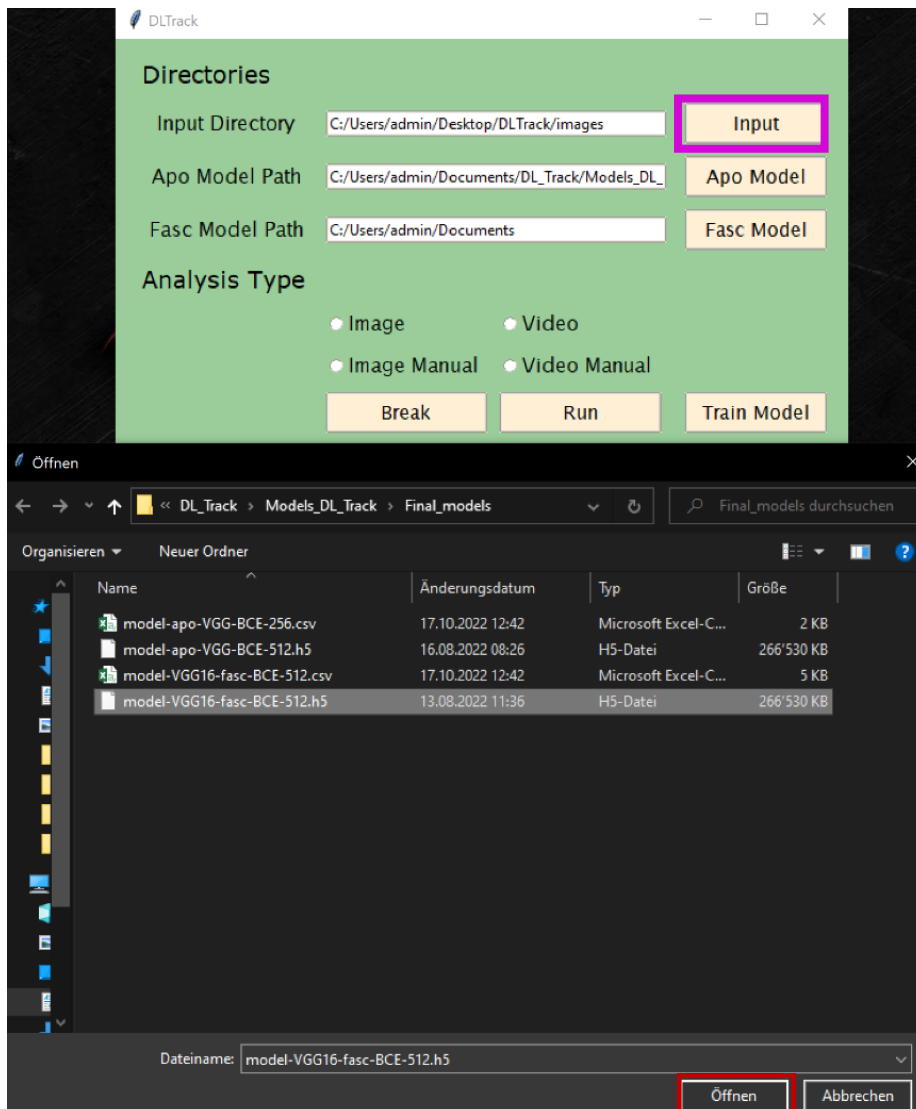 DLTrack
Directories
Input Directory C:/Users/admin/Desktop/DLTrack/images Input
Apo Model Path C:/Users/admin/Documents/DL_Track/Models_DL_ Apo Model
Fasc Model Path C:/Users/admin/Documents Fasc Model
Analysis Type
Image Video
Image Manual Video Manual
Break Run Train Model
Öffnen
« DL_Track › Models_DL_Track › Final_models Final_models durchsuchen
Organisieren Neuer Ordner ?
Name Änderungsdatum Typ Größe
model-apo-VGG-BCE-256.csv 17.10.2022 12:42 Microsoft Excel-C... 2 KB
model-apo-VGG-BCE-512.h5 16.08.2022 08:26 H5-Datei 266'530 KB
model-VGG16-fasc-BCE-512.csv 17.10.2022 12:42 Microsoft Excel-C... 5 KB
model-VGG16-fasc-BCE-512.h5 13.08.2022 11:36 H5-Datei 266'530 KB
Dateiname: model-VGG16-fasc-BCE-512.h5
Öffnen Abbrechen